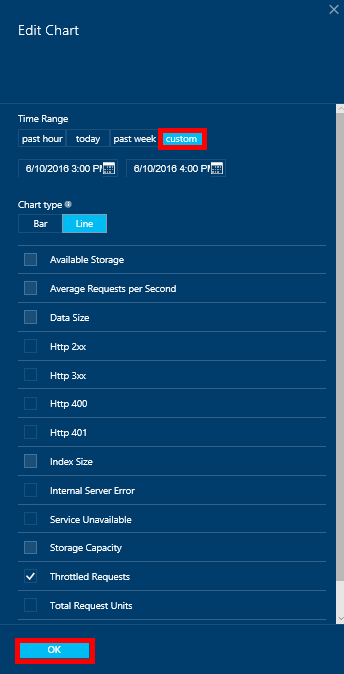 Edit Chart
Time Range
past hour today past week custom
6/10/2016 3:00 PM 6/10/2016 4:00 PM
Chart type
Bar Line
Available Storage
Average Requests per Second
Data Size
Http 2xx
Http 3xx
Http 400
Http 401
Index Size
Internal Server Error
Service Unavailable
Storage Capacity
Throttled Requests
Total Request Units
OK